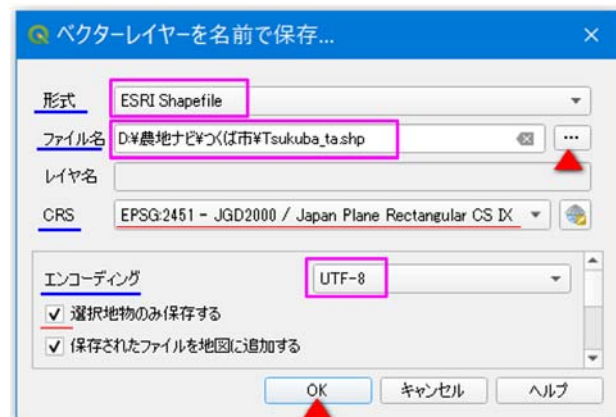 ベクターレイヤーを名前で保存...
形式 ESRI Shapefile
ファイル名 D:¥農地ナビ¥つくば市¥Tsukuba_ta.shp ...
レイヤ名
CRS EPSG:2451 - JGD2000 / Japan Plane Rectangular CS IX
エンコーディング UTF-8
選択地物のみ保存する
保存されたファイルを地図に追加する
OK キャンセル ヘルプ